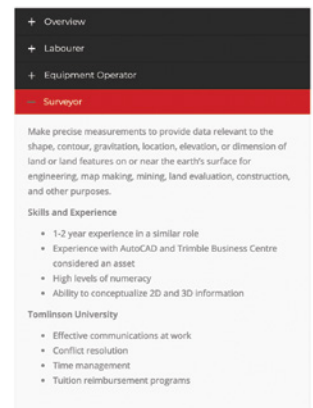 + Overview
+ Labourer
+ Equipment Operator
— Surveyor
Make precise measurements to provide data relevant to the
shape, contour, gravitation, location, elevation, or dimension of
land or land features on or near the earth's surface for
engineering, map making, mining, land evaluation, construction,
and other purposes.
Skills and Experience
• 1-2 year experience in a similar role
• Experience with AutoCAD and Trimble Business Centre
considered an asset
• High levels of numeracy
• Ability to conceptualize 2D and 3D information
Tomlinson University
• Effective communications at work
• Conflict resolution
• Time management
• Tuition reimbursement programs